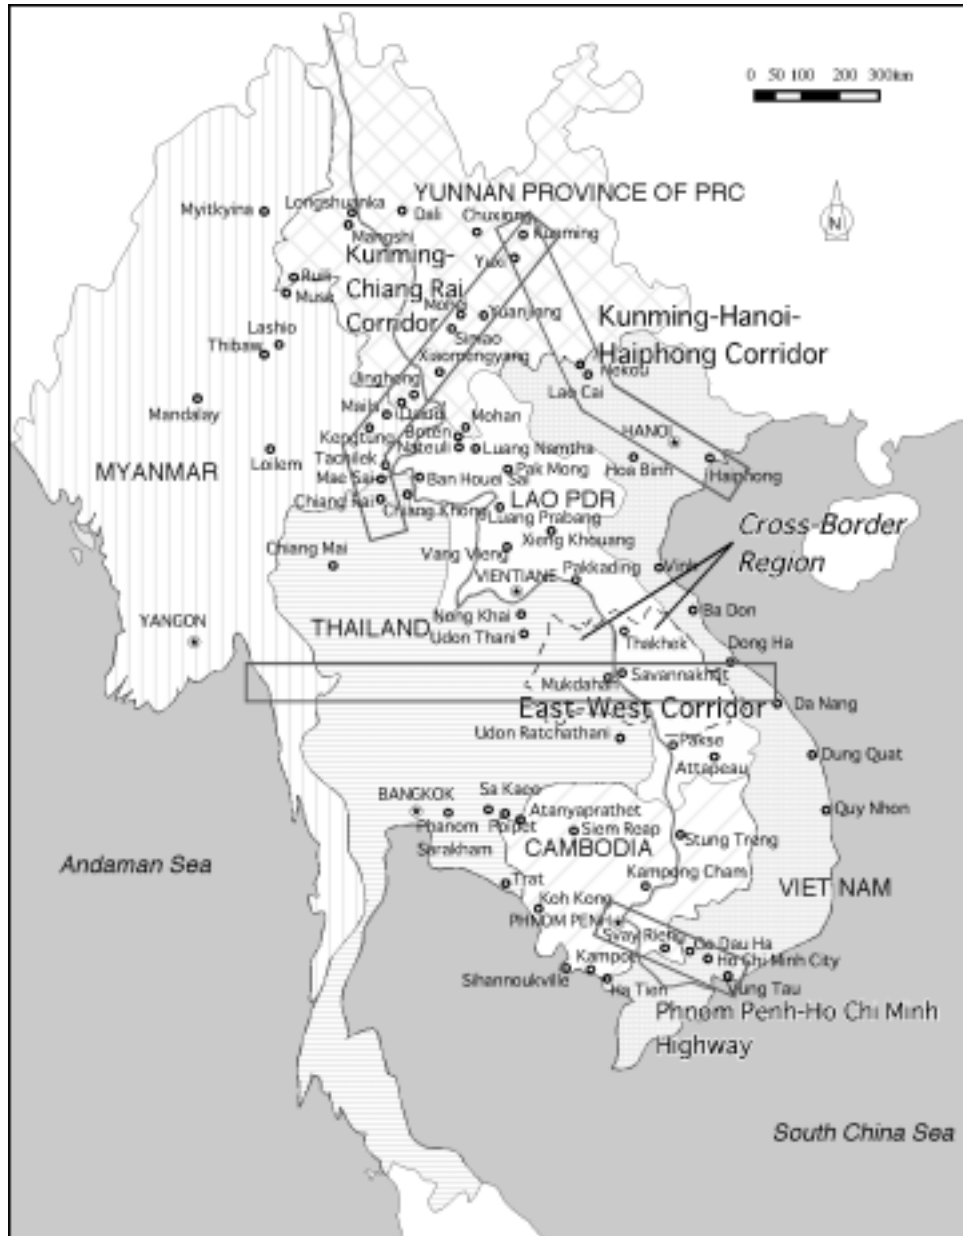 0 50 100 200 300km
YUNNAN PROVINCE OF PRC
N
Myitkyina
Longshuanka
Dali
Chuxiong
Mangshi
Kunming
Kunming-
Chiang Rai
Corridor
Yuxi
Ruili
Muse
Yuanjiang
Simao
Kunming-Hanoi-
Haiphong Corridor
Lashio
Thibaw
Xiaomengyang
Lao Cai
Jinghong
Mandalay
Daluo
Mohan
Kengtung
Boten
HANOI
MYANMAR
Loilem
Nateuil
Luang Namtha
Hoa Binh
Haiphong
Tachilek
Pak Mong
Mae Sai
Ban Houei Sai
LAO PDR
Chiang Rai
Chiang Khong
Luang Prabang
Cross-Border
Region
Xieng Khouang
Chiang Mai
Vang Vieng
Pakkading
Vinh
VIENTIANE
Nong Khai
Ba Don
YANGON
THAILAND
Udon Thani
Thakhek
Dong Ha
Mukdahan
Savannakhet
East-West Corridor
Da Nang
Udon Ratchathani
Pakse
Attapeau
Dung Quat
Sa Kaeo
BANGKOK
Atanyaprathet
Quy Nhon
Phanom
Sarakham
Poipet
Siem Reap
Stung Treng
CAMBODIA
Andaman Sea
Trat
Kampong Cham
VIET NAM
Koh Kong
PHNOM PENH
Svay Rieng
Go Dau Ha
Kampot
Ho Chi Minh City
Sihannoukville
Ha Tien
Vung Tau
Phnom Penh-Ho Chi Minh
Highway
South China Sea